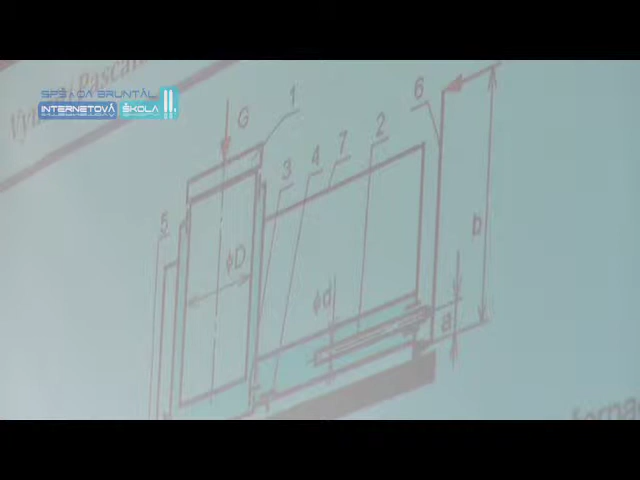 SPŠ A OA BRUNTÁL
INTERNETOVÁ ŠKOLA
G
1
6
2
7
4
3
5
ϕD
ϕd
b
a